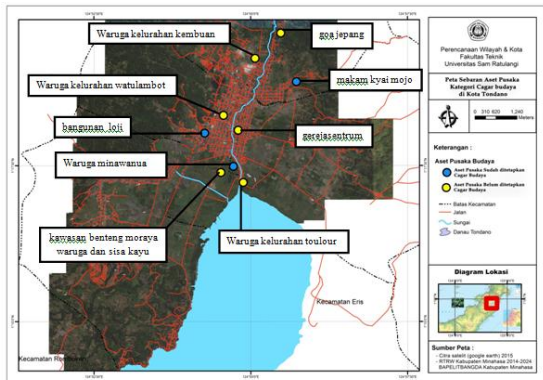 Waruga kelurahan kembuan
goa jepang
makam kyai mojo
Waruga kelurahan watulambot
bangunan loji
gerejasentrum
Waruga minawanua
kawasan benteng moraya
waruga dan sisa kayu
Waruga kelurahan toulour
Kecamatan Eris
Kecamatan
Perencanaan Wilayah & Kota
Fakultas Teknik
Universitas Sam Ratulangi
Peta Sebaran Aset Pusaka
Kategori Cagar budaya
di Kota Tondano
Meters
Keterangan :
Aset Pusaka Budaya
Aset Pusaka Sudah ditetapkan
Cagar Budaya
Aset Pusaka Belum ditetapkan
Cagar Budaya
Batas Kecamatan
Jalan
Sungai
Danau Tondano
Diagram Lokasi
Sumber Peta :
- Citra satelit (google earth) 2015
- RTRW Kabupaten Minahasa 2014-2024
BAPELITBANGDA Kabupaten Minahasa